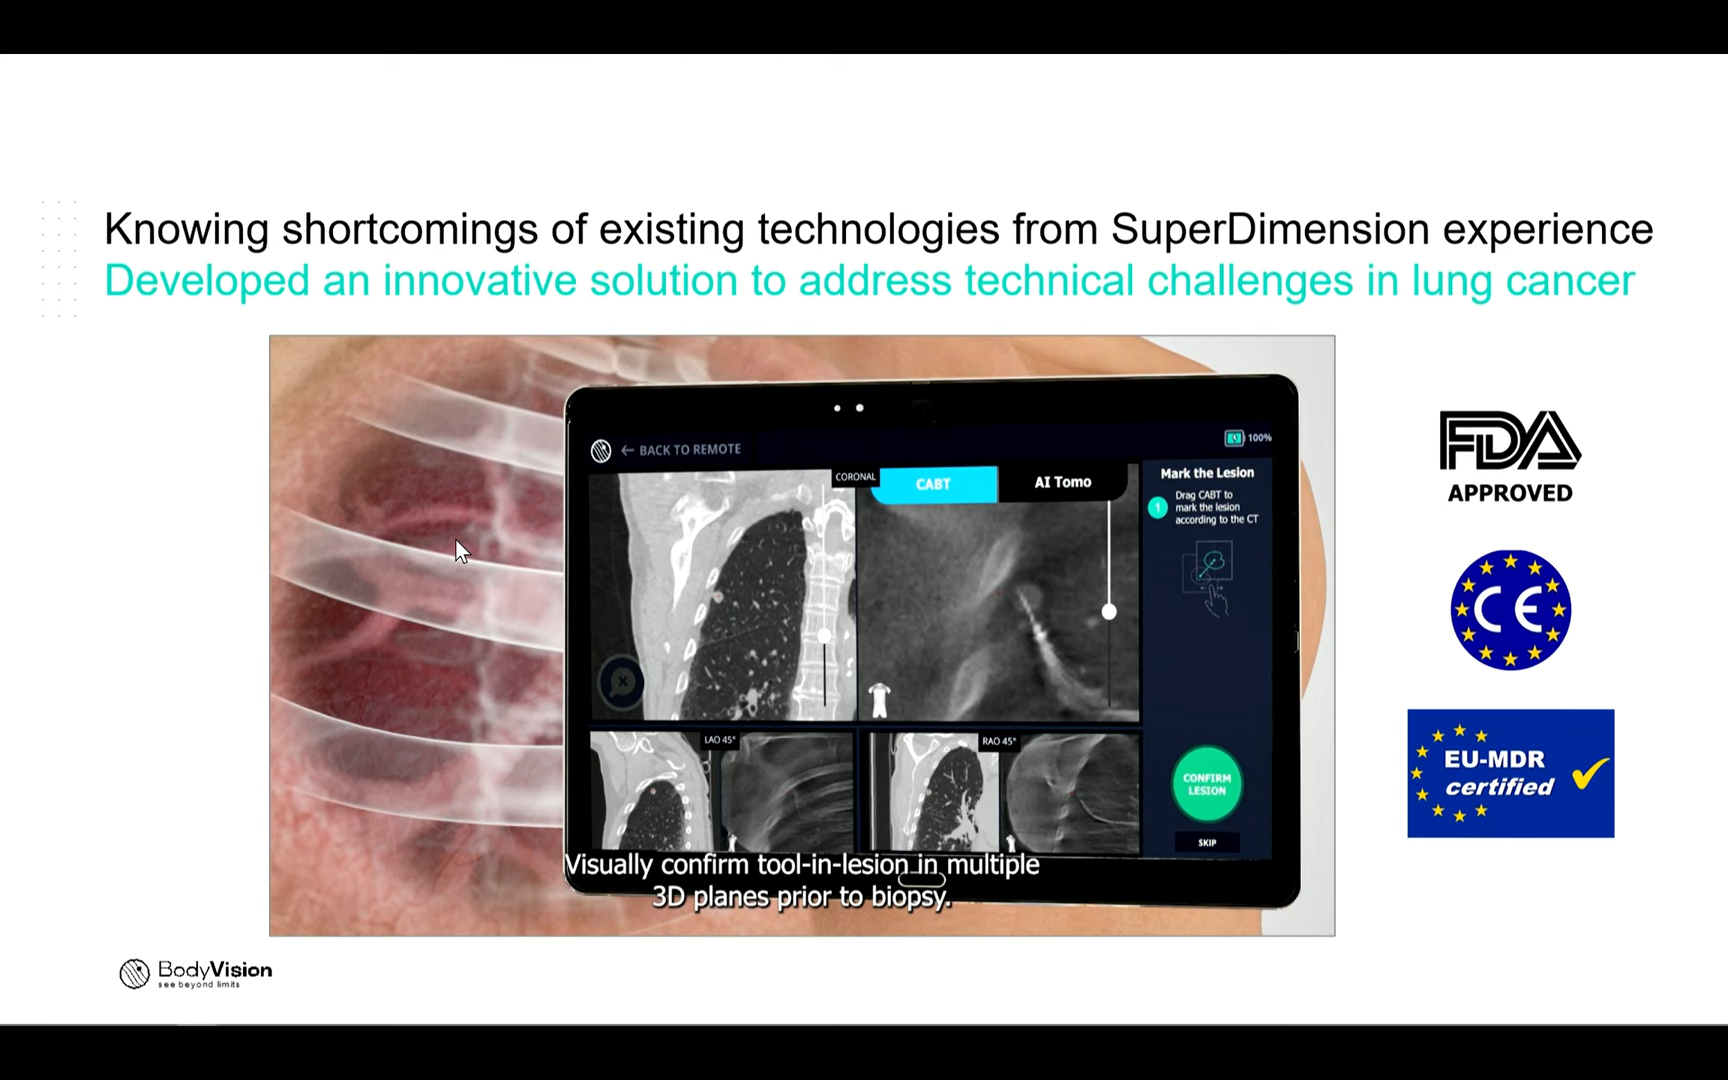 Knowing shortcomings of existing technologies from SuperDimension experience
Developed an innovative solution to address technical challenges in lung cancer
BACK TO REMOTE
100%
CORONAL
CABT
AI Tomo
Mark the Lesion
1
Drag CABT to
mark the lesion
according to the CT
LAO 45°
RAO 45°
CONFIRM
LESION
SKIP
Visually confirm tool-in-lesion in multiple
3D planes prior to biopsy.
FDA
APPROVED
CE
EU-MDR
certified
BodyVision
see beyond limits